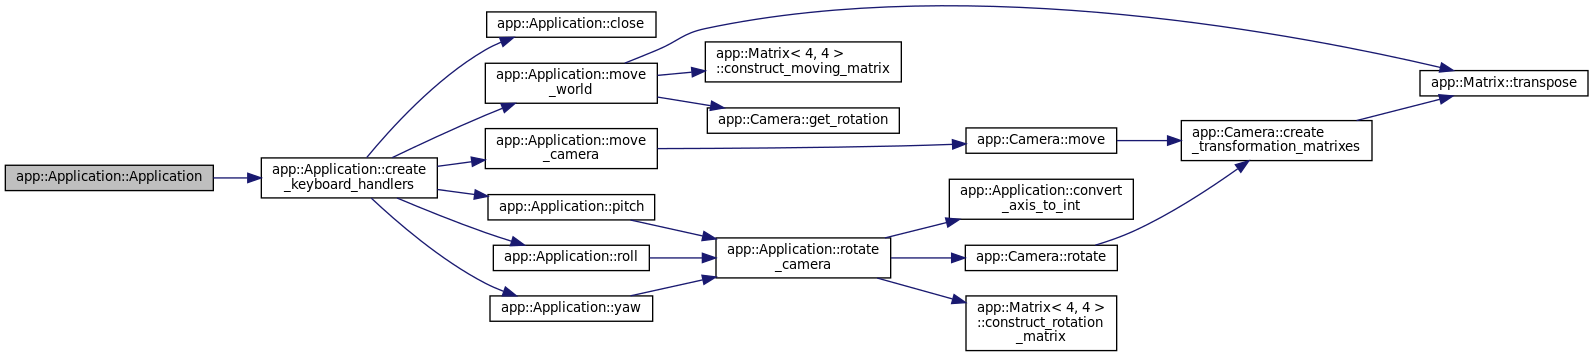 app::Application::Application
app::Application::create
_keyboard_handlers
app::Application::close
app::Application::move
_world
app::Application::move
_camera
app::Application::pitch
app::Application::roll
app::Application::yaw
app::Matrix< 4, 4 >
::construct_moving_matrix
app::Camera::get_rotation
app::Application::rotate
_camera
app::Camera::move
app::Application::convert
_axis_to_int
app::Camera::rotate
app::Matrix< 4, 4 >
::construct_rotation
_matrix
app::Camera::create
_transformation_matrixes
app::Matrix::transpose